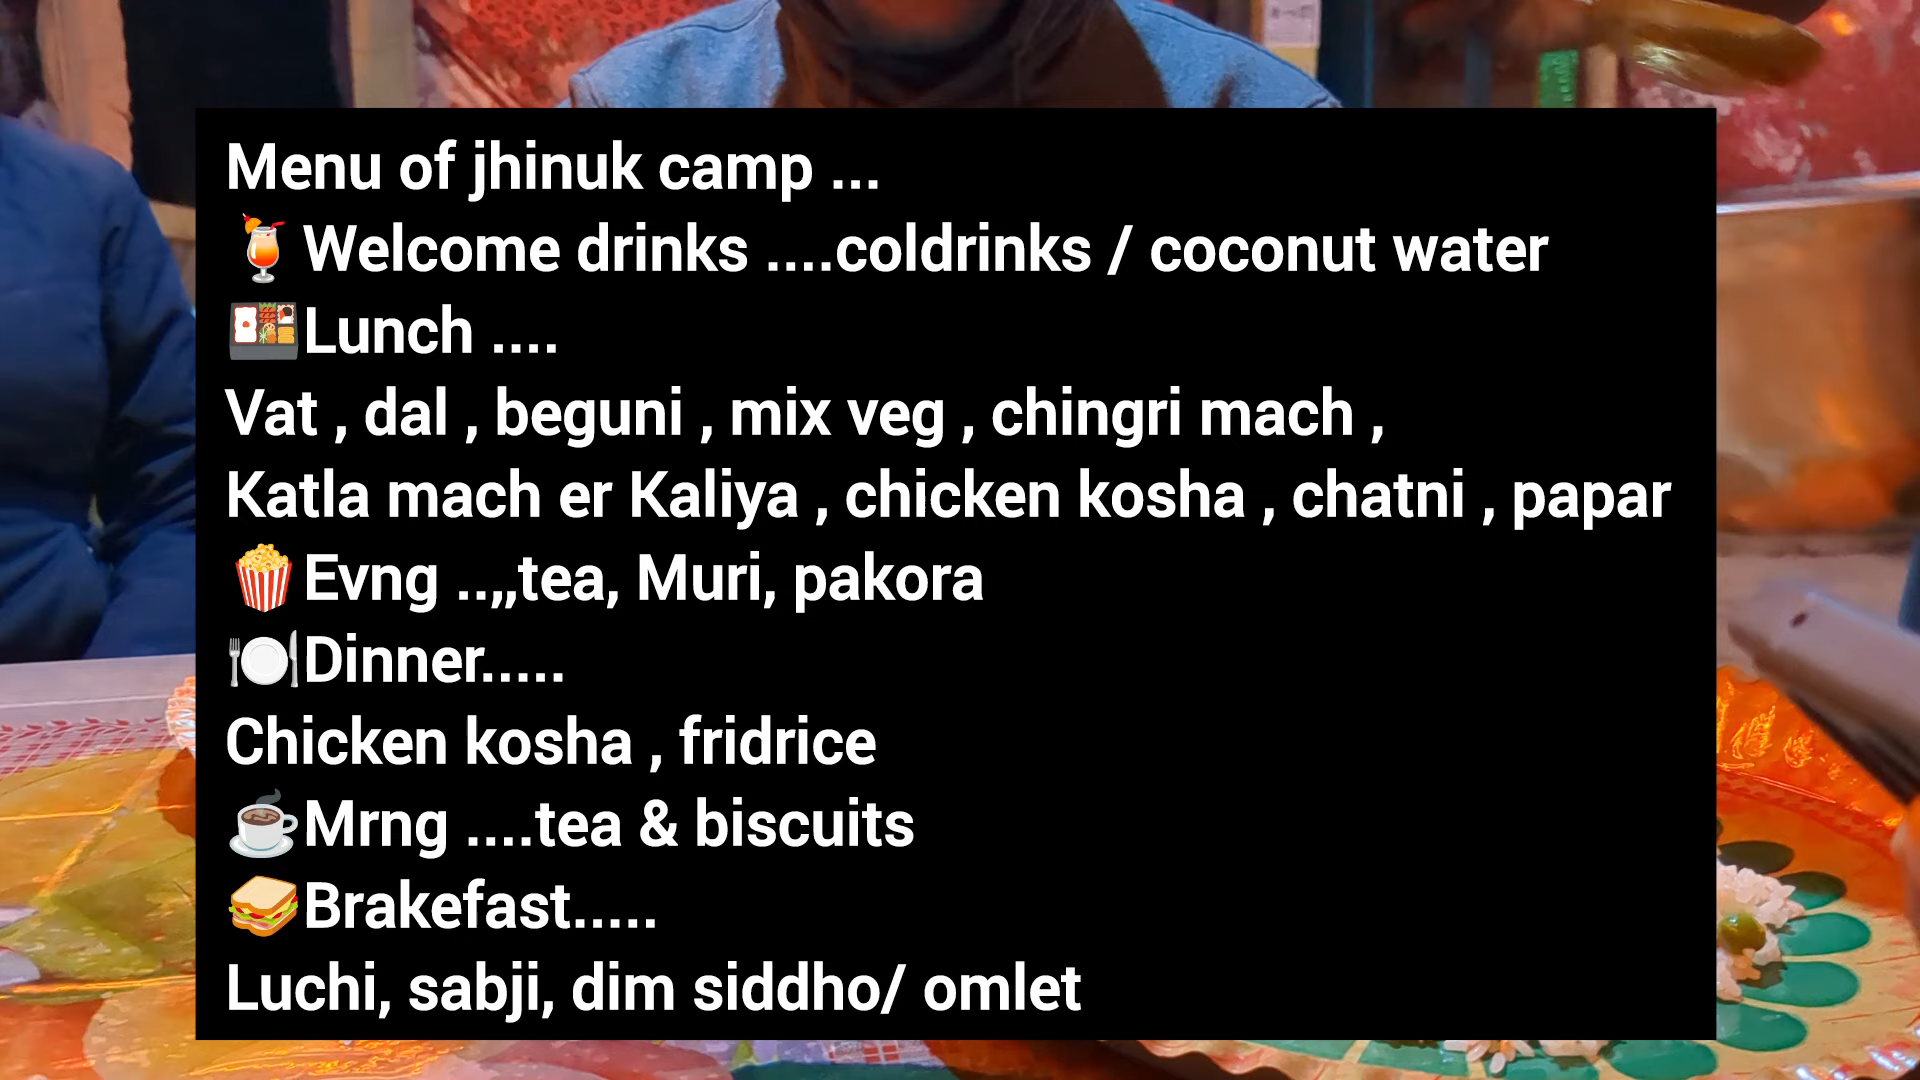 Menu of jhinuk camp ...
🍹Welcome drinks ....coldrinks / coconut water
🍱Lunch ....
Vat , dal , beguni , mix veg , chingri mach ,
Katla mach er Kaliya , chicken kosha , chatni , papar
🍿Evng ..,,tea, Muri, pakora
🍽️Dinner.....
Chicken kosha , fridrice
☕Mrng ....tea & biscuits
🥪Brakefast.....
Luchi, sabji, dim siddho/ omlet